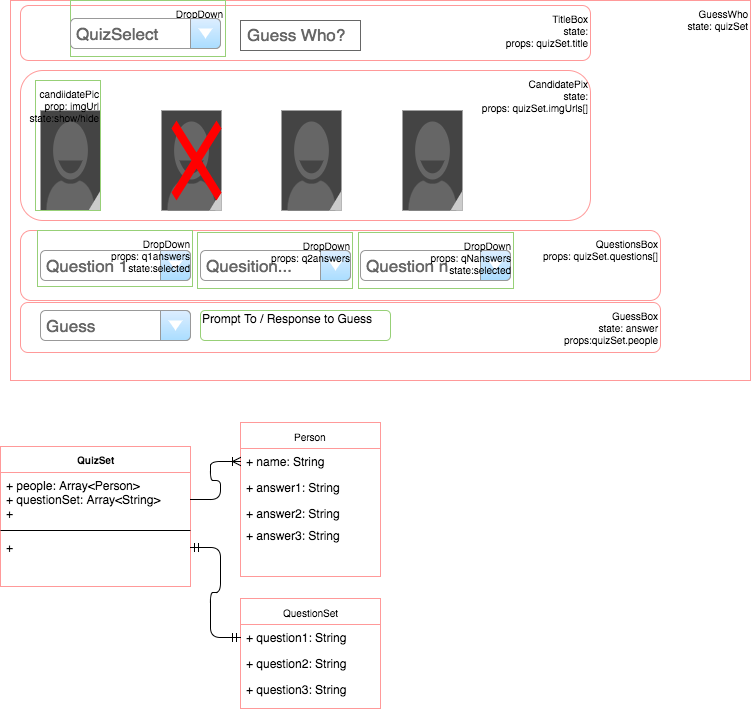 DropDown
QuizSelect
Guess Who?
TitleBox
state:
props: quizSet.title
GuessWho
state: quizSet
candiidatePic
prop: imgUrl
state:show/hide
CandidatePix
state:
props: quizSet.imgUrls[]
DropDown
props: q1answers
state:selected
Question 1
DropDown
props: q2answers
Quesition...
DropDown
props: qNanswers
state:selected
Question n
QuestionsBox
props: quizSet.questions[]
Guess
Prompt To / Response to Guess
GuessBox
state: answer
props:quizSet.people
QuizSet
+ people: Array<Person>
+ questionSet: Array<String>
+
+
Person
+ name: String
+ answer1: String
+ answer2: String
+ answer3: String
QuestionSet
+ question1: String
+ question2: String
+ question3: String